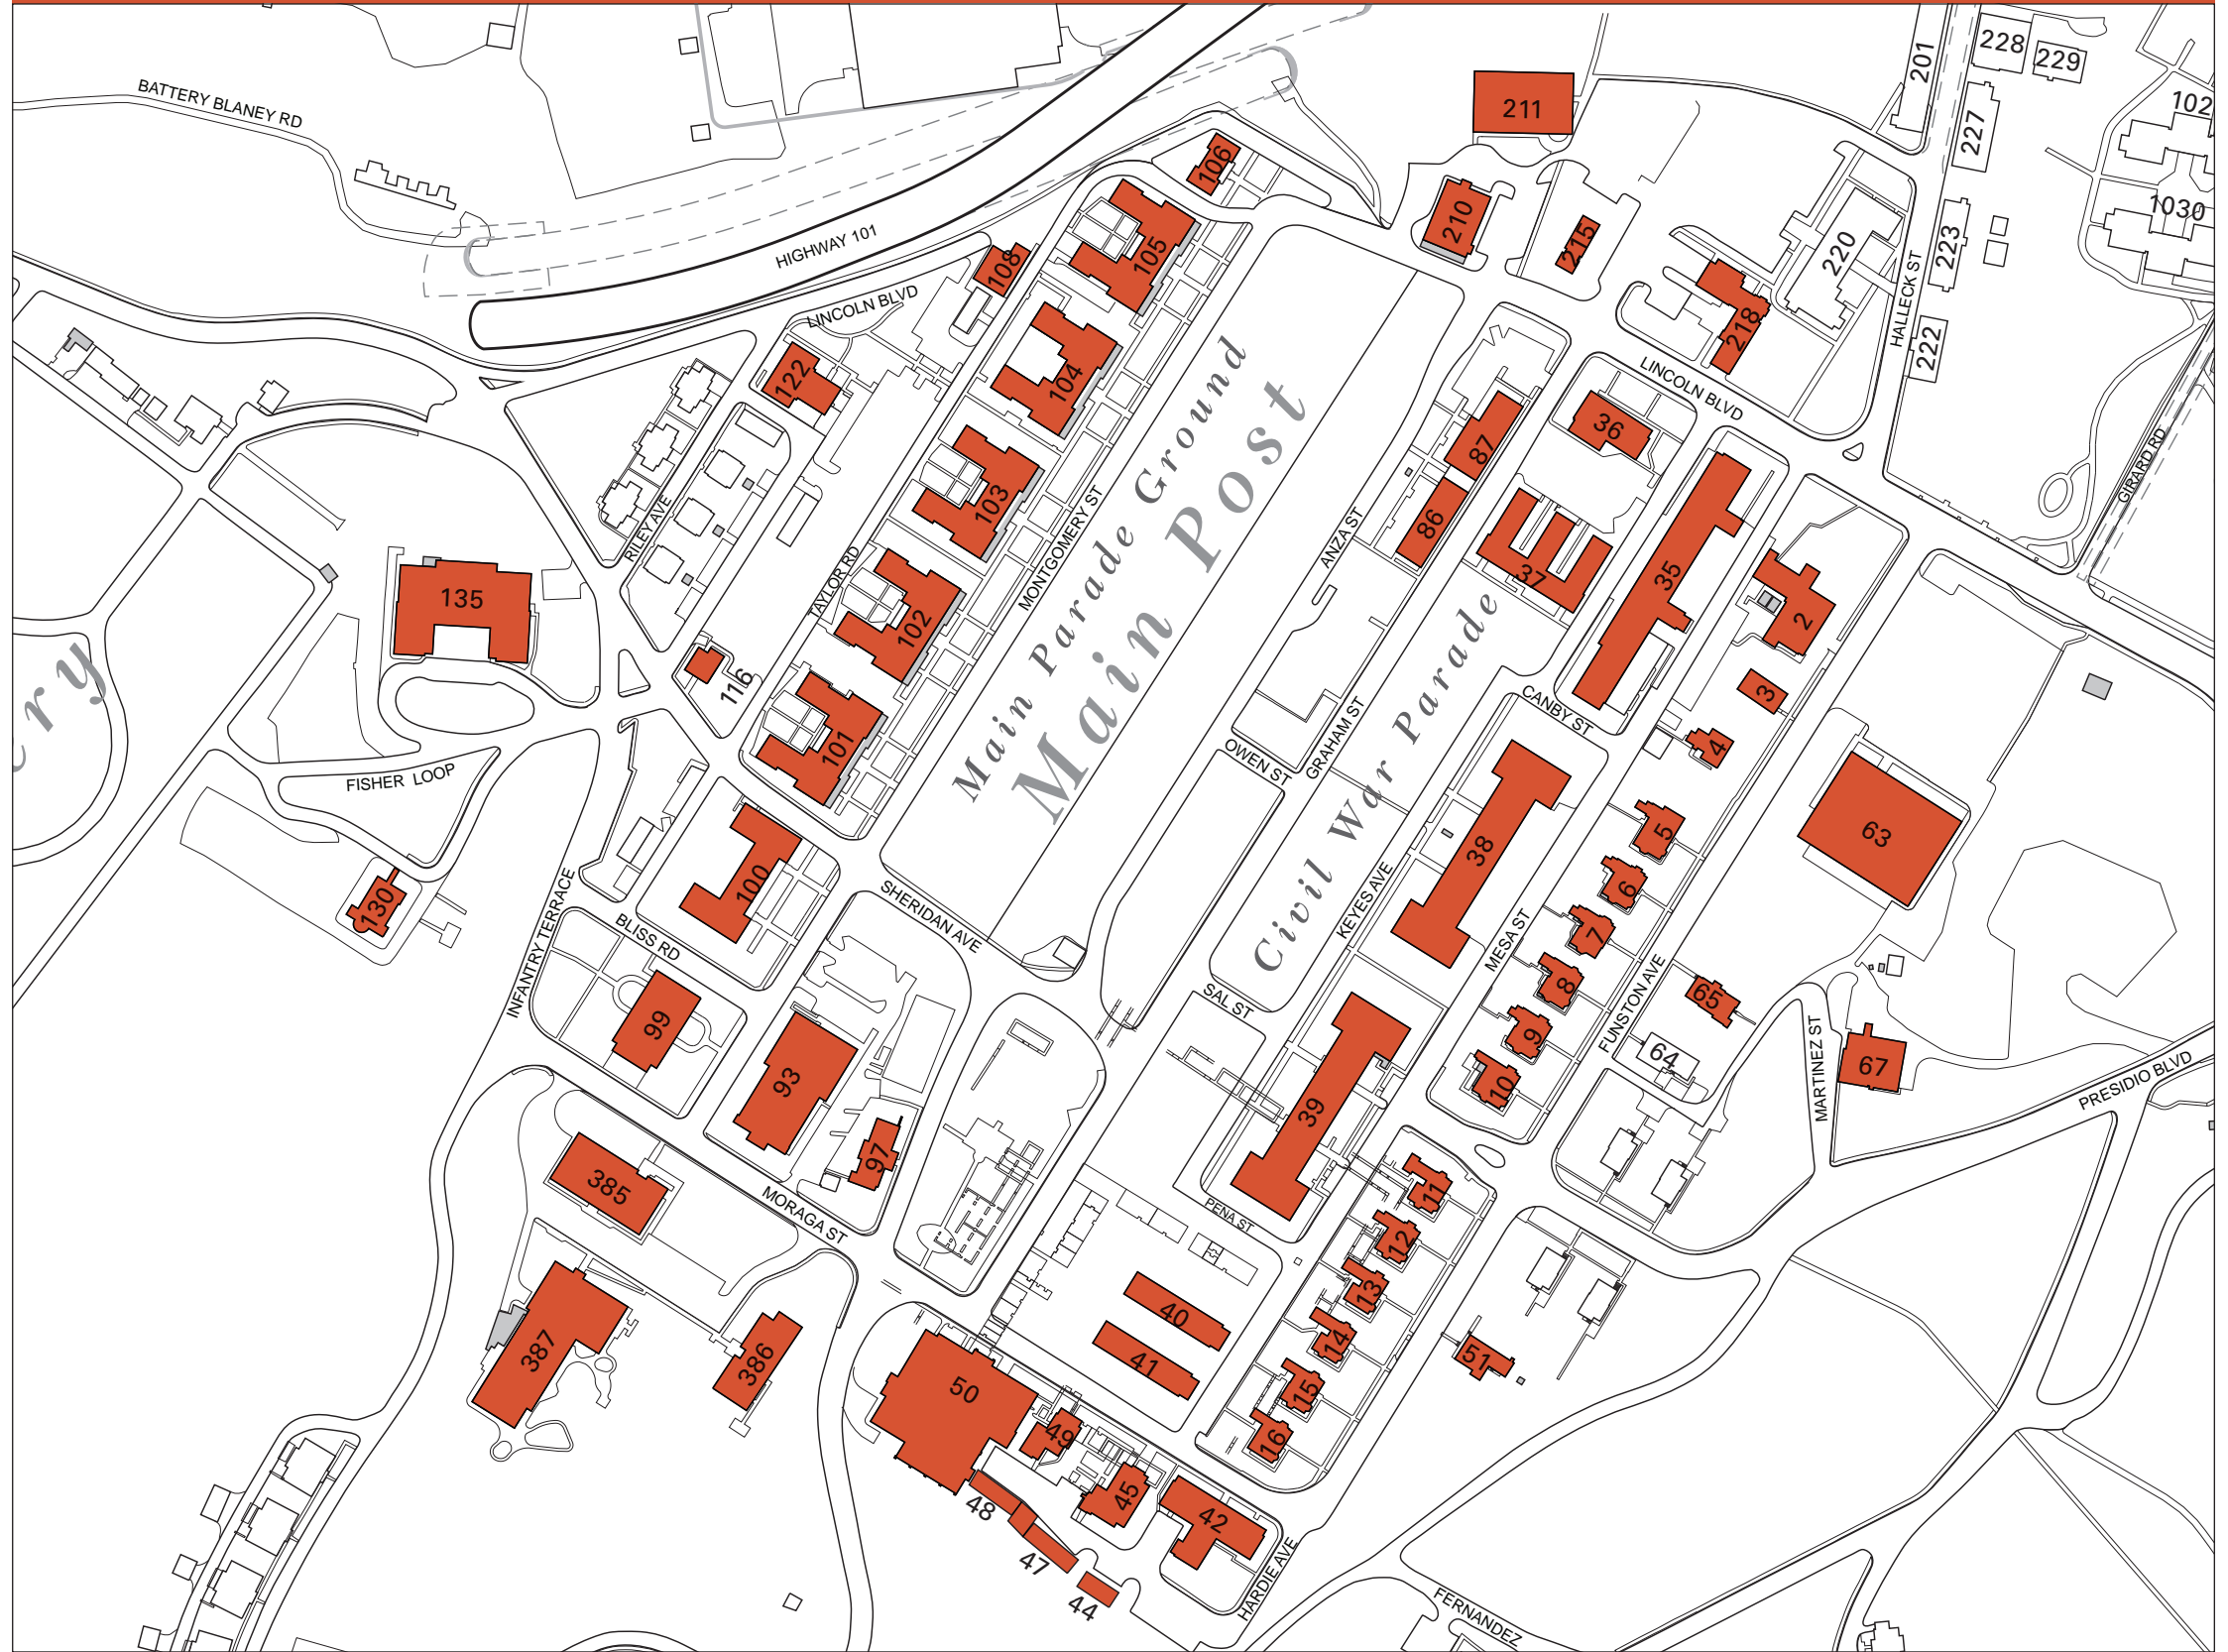 BATTERY BLANEY RD
HIGHWAY 101
LINCOLN BLVD
201
228
229
227
102
1030
211
106
210
215
220
223
222
HALLECK ST
218
LINCOLN BLVD
GIRARD RD
105
108
104
122
103
102
101
116
RILEY AVE
TAYLOR RD
MONTGOMERY ST
Main Parade Ground
Main Post
ANZA ST
87
86
36
37
35
2
3
4
135
ery
FISHER LOOP
130
INFANTRY TERRACE
BLISS RD
100
SHERIDAN AVE
OWEN ST
GRAHAM ST
Civil War Parade
CANBY ST
KEYES AVE
38
MESA ST
5
6
7
8
9
10
63
65
64
67
FUNSTON AVE
MARTINEZ ST
PRESIDIO BLVD
SAL ST
39
99
93
97
385
MORAGA ST
387
386
PENA ST
11
12
13
14
15
16
40
41
51
50
49
48
47
45
44
42
HARDIE AVE
FERNANDEZ